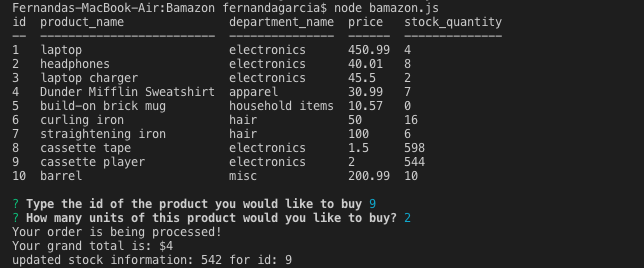 Fernandas-MacBook-Air:Bamazon fernandagarcia$ node bamazon.js
id  product_name              department_name  price   stock_quantity
--  ------------------------  ---------------  ------  --------------
1   laptop                    electronics      450.99  4
2   headphones                electronics      40.01   8
3   laptop charger            electronics      45.5    2
4   Dunder Mifflin Sweatshirt  apparel          30.99   7
5   build-on brick mug        household items  10.57   0
6   curling iron              hair             50      16
7   straightening iron        hair             100     6
8   cassette tape             electronics      1.5     598
9   cassette player           electronics      2       544
10  barrel                    misc             200.99  10
? Type the id of the product you would like to buy 9
? How many units of this product would you like to buy? 2
Your order is being processed!
Your grand total is: $4
updated stock information: 542 for id: 9